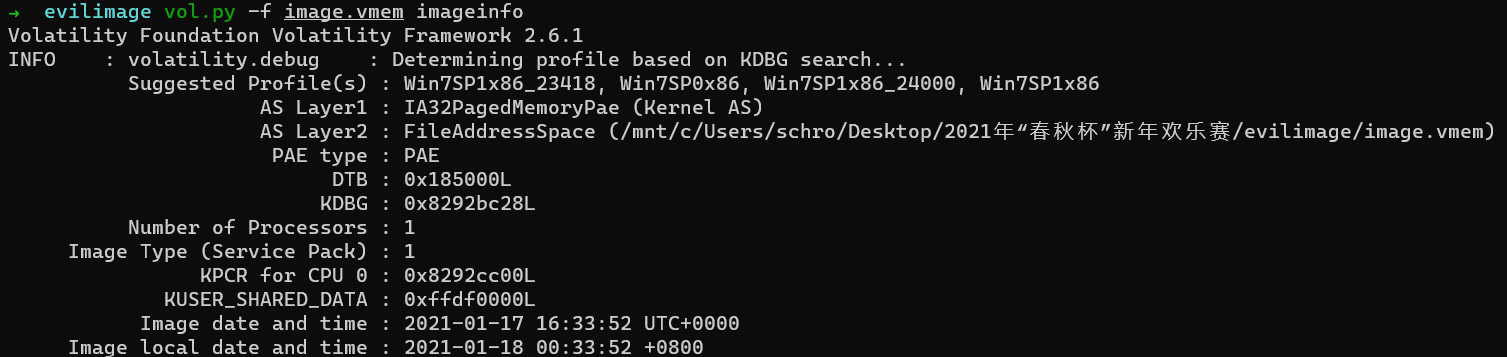 → evilimage vol.py -f image.vmem imageinfo
Volatility Foundation Volatility Framework 2.6.1
INFO    : volatility.debug    : Determining profile based on KDBG search...
          Suggested Profile(s) : Win7SP1x86_23418, Win7SP0x86, Win7SP1x86_24000, Win7SP1x86
                     AS Layer1 : IA32PagedMemoryPae (Kernel AS)
                     AS Layer2 : FileAddressSpace (/mnt/c/Users/schro/Desktop/2021年“春秋杯”新年欢乐赛/evilimage/image.vmem)
                      PAE type : PAE
                           DTB : 0x185000L
                          KDBG : 0x8292bc28L
          Number of Processors : 1
     Image Type (Service Pack) : 1
                KPCR for CPU 0 : 0x8292cc00L
             KUSER_SHARED_DATA : 0xffdf0000L
           Image date and time : 2021-01-17 16:33:52 UTC+0000
     Image local date and time : 2021-01-18 00:33:52 +0800